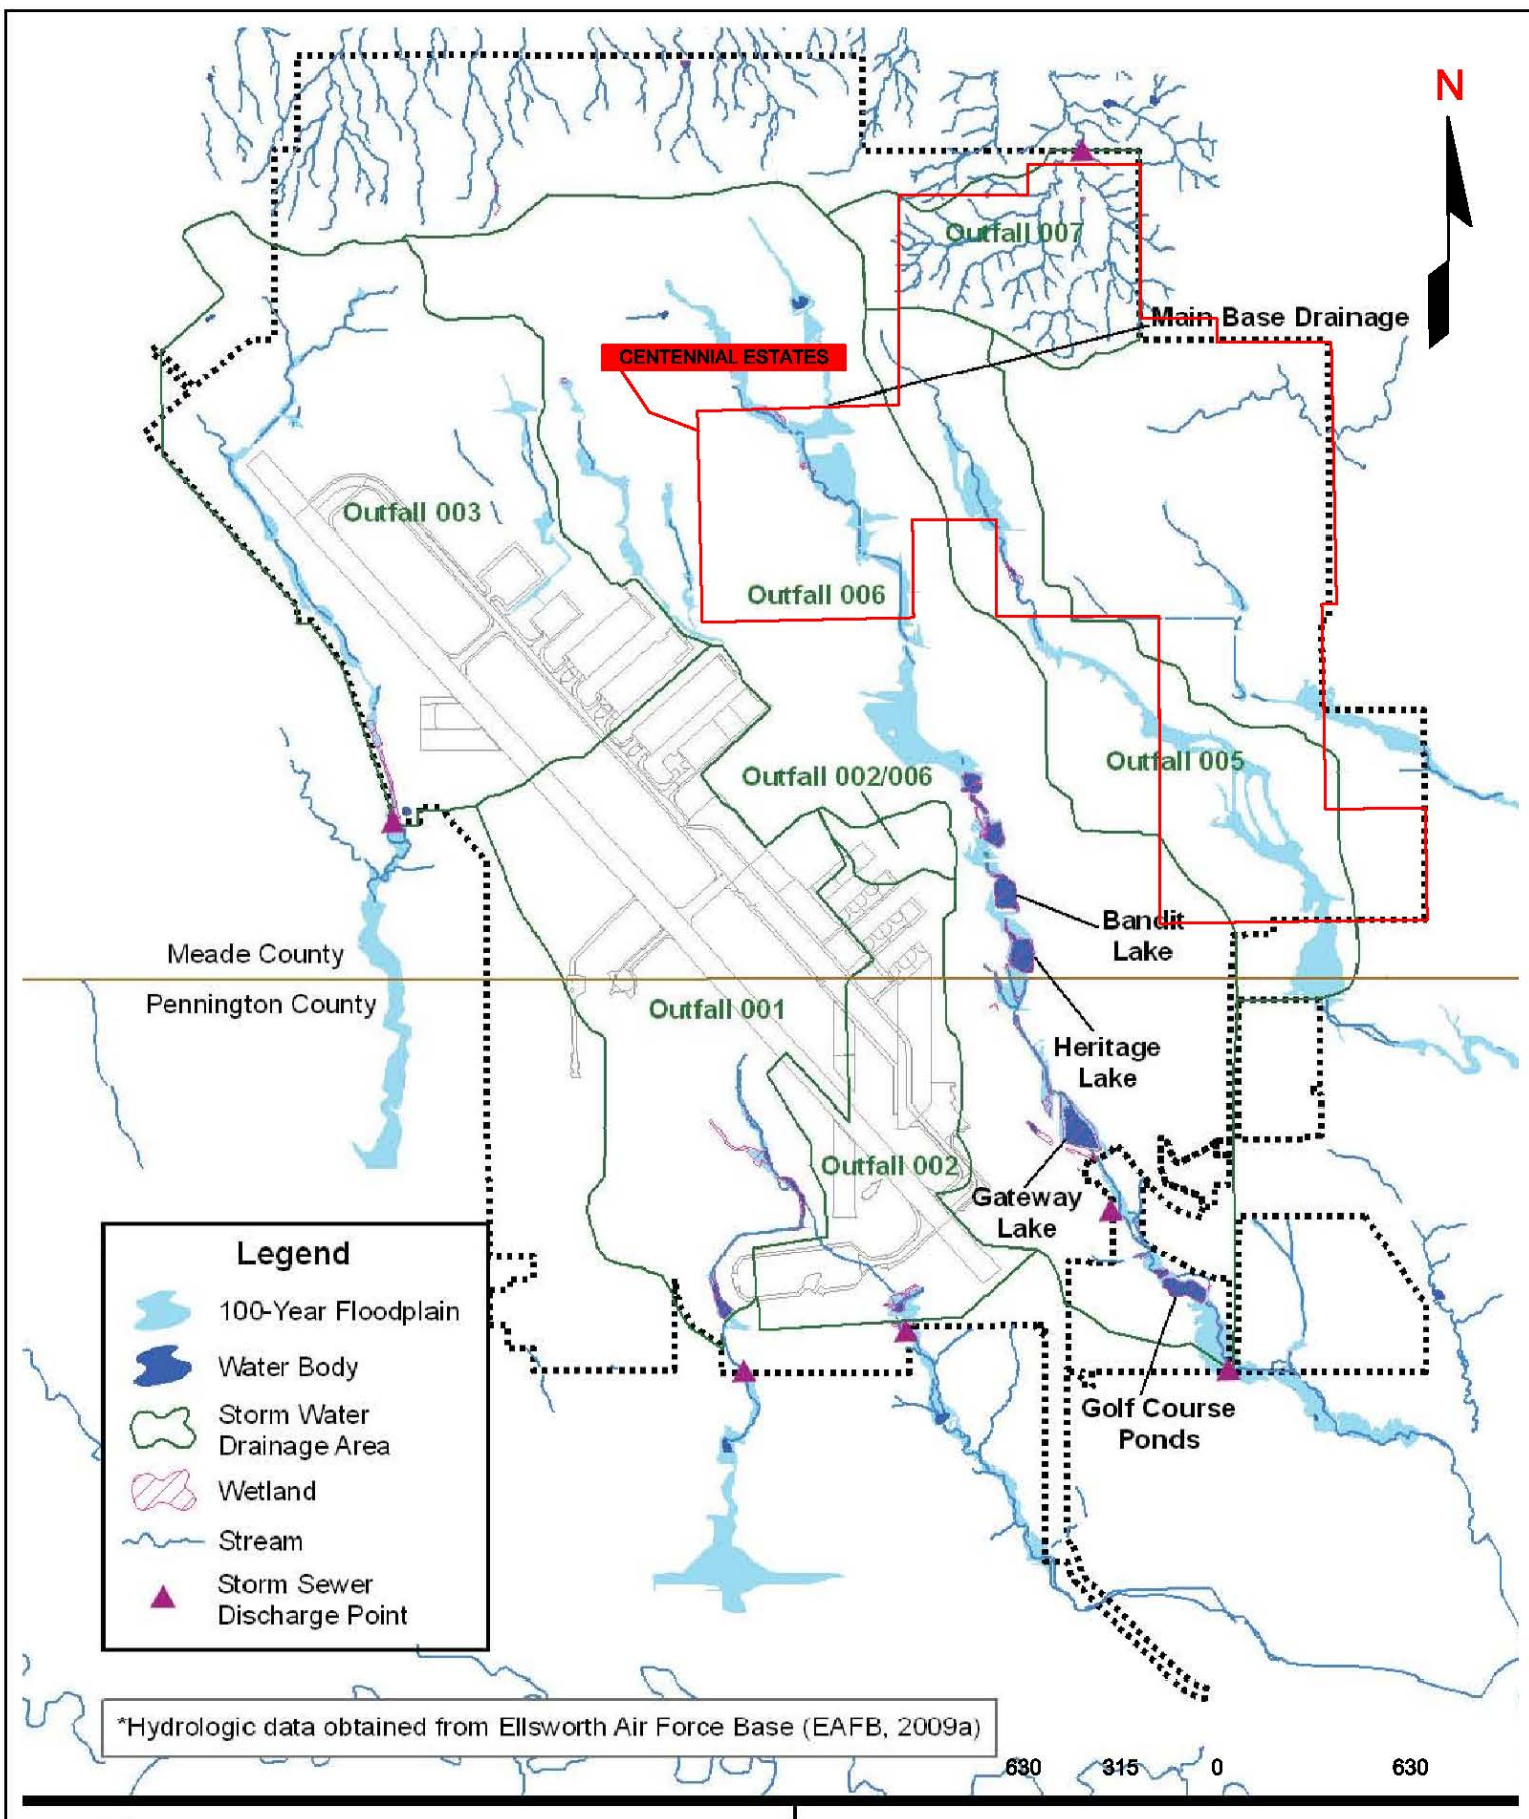 N
Outfall 007
Main Base Drainage
CENTENNIAL ESTATES
Outfall 003
Outfall 006
Outfall 005
Outfall 002/006
Bandit
Lake
Meade County
Pennington County
Outfall 001
Heritage
Lake
Outfall 002
Gateway
Lake
Golf Course
Ponds
Legend
100-Year Floodplain
Water Body
Storm Water
Drainage Area
Wetland
Stream
Storm Sewer
Discharge Point
*Hydrologic data obtained from Ellsworth Air Force Base (EAFB, 2009a)
630 315 0 630